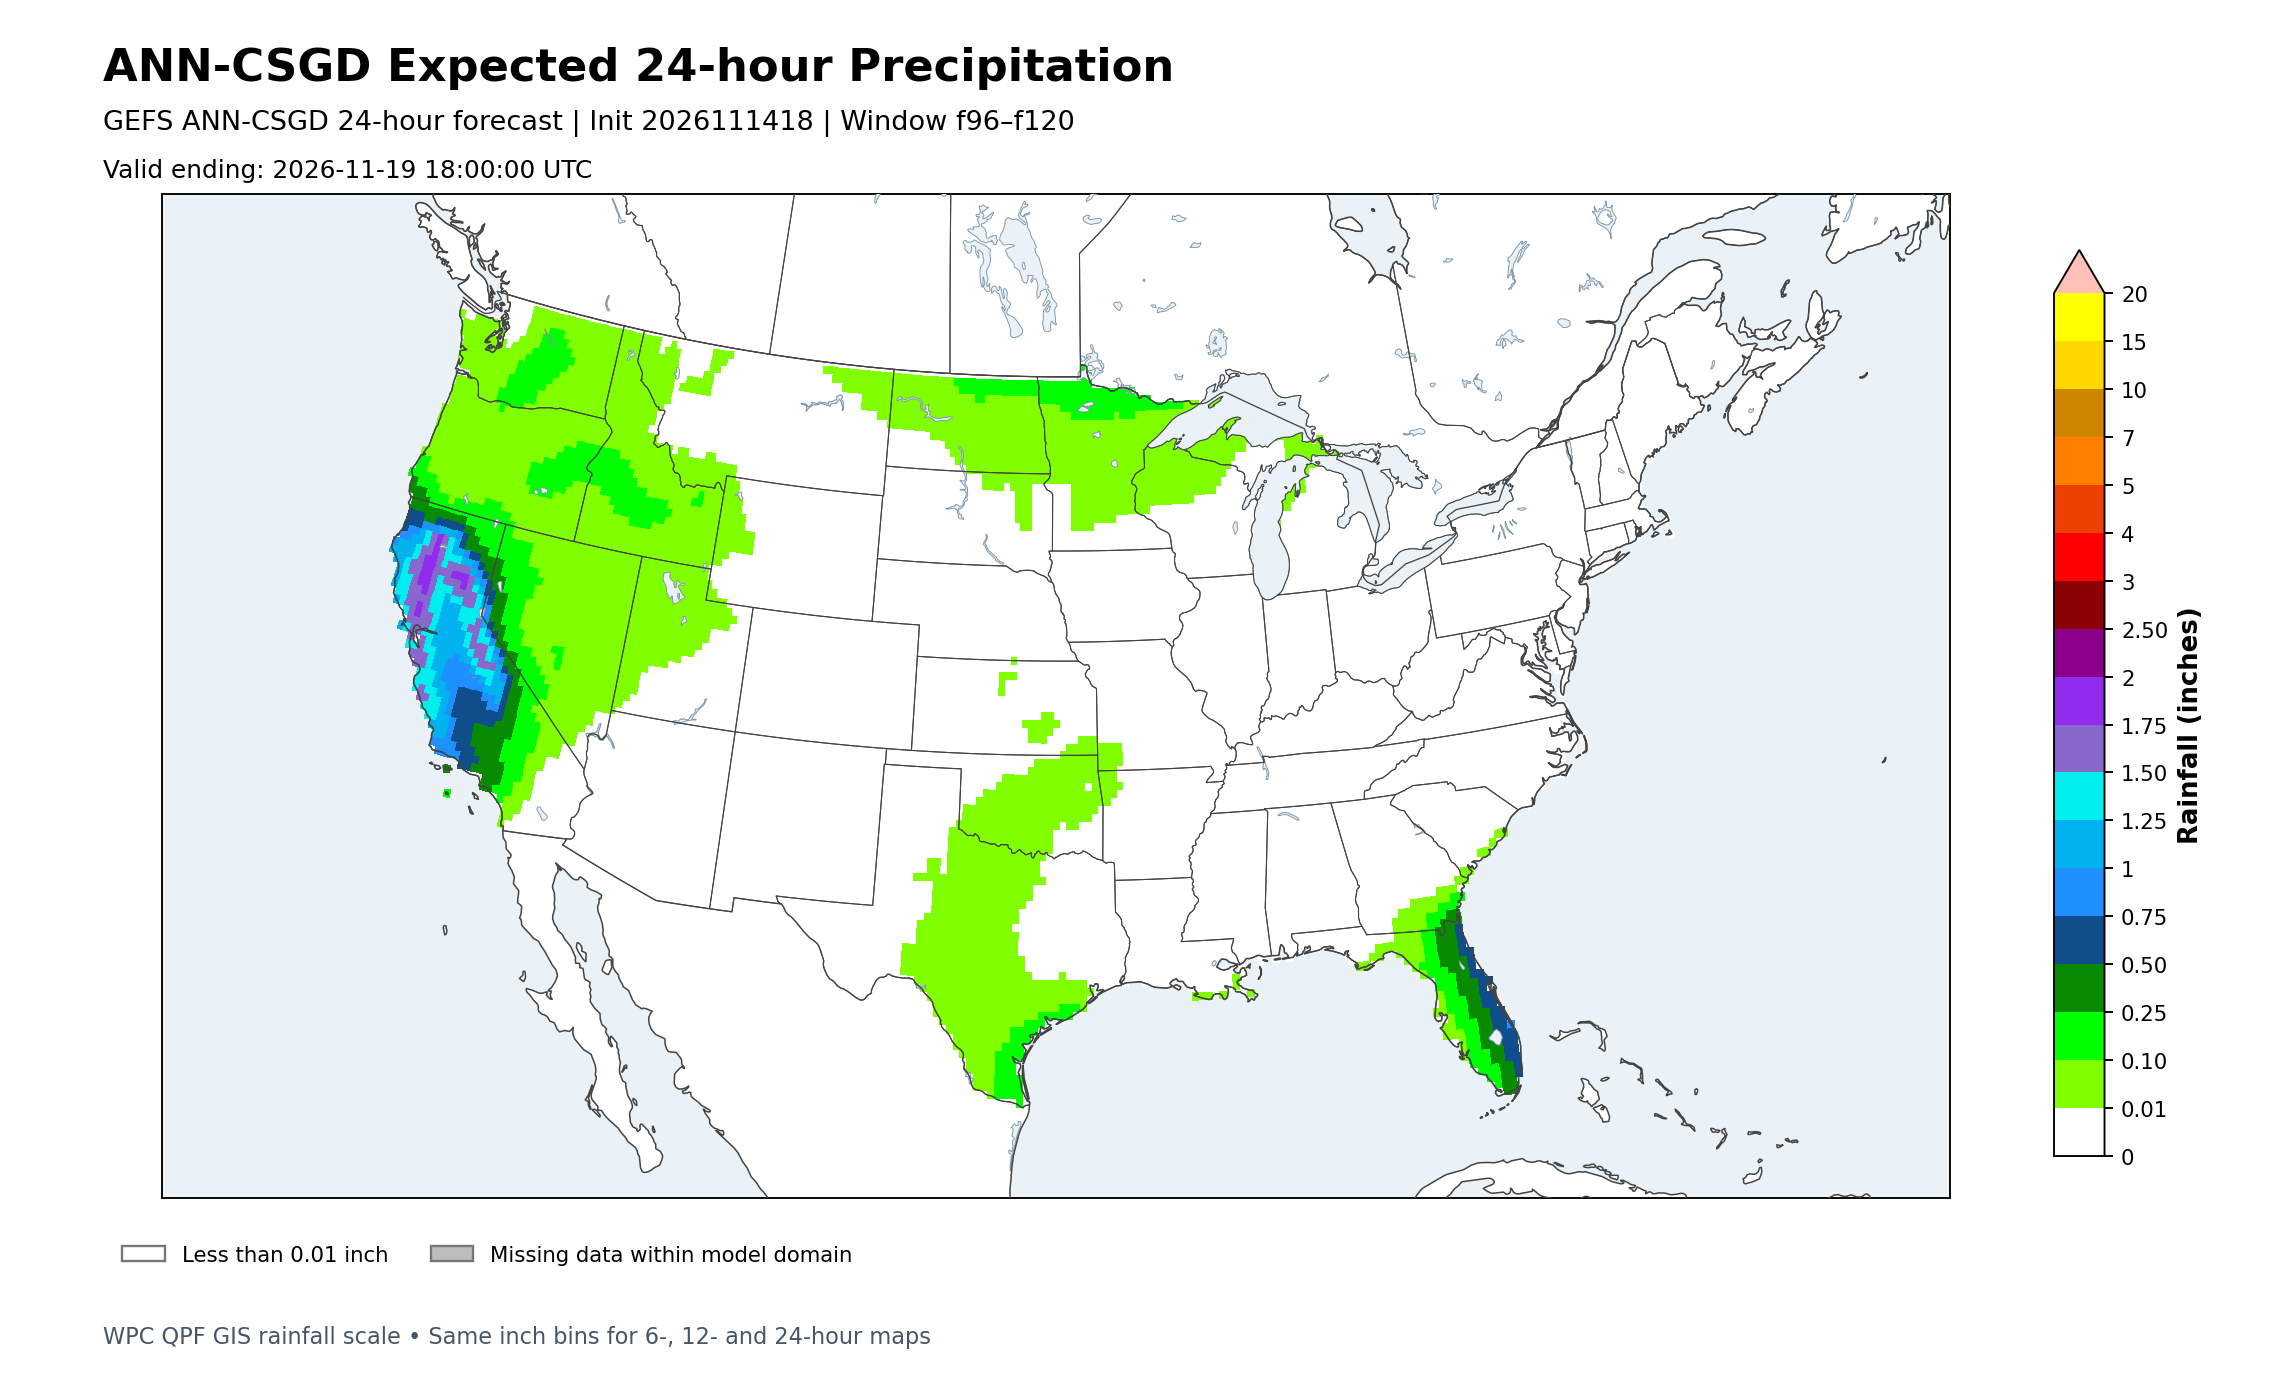 ANN-CSGD Expected 24-hour Precipitation
GEFS ANN-CSGD 24-hour forecast | Init 2026111418 | Window f96–f120
Valid ending: 2026-11-19 18:00:00 UTC
20
15
10
7
5
4
3
2.50
2
1.75
1.50
1.25
1
0.75
0.50
0.25
0.10
0.01
0
Rainfall (inches)
Less than 0.01 inch
Missing data within model domain
WPC QPF GIS rainfall scale • Same inch bins for 6-, 12- and 24-hour maps